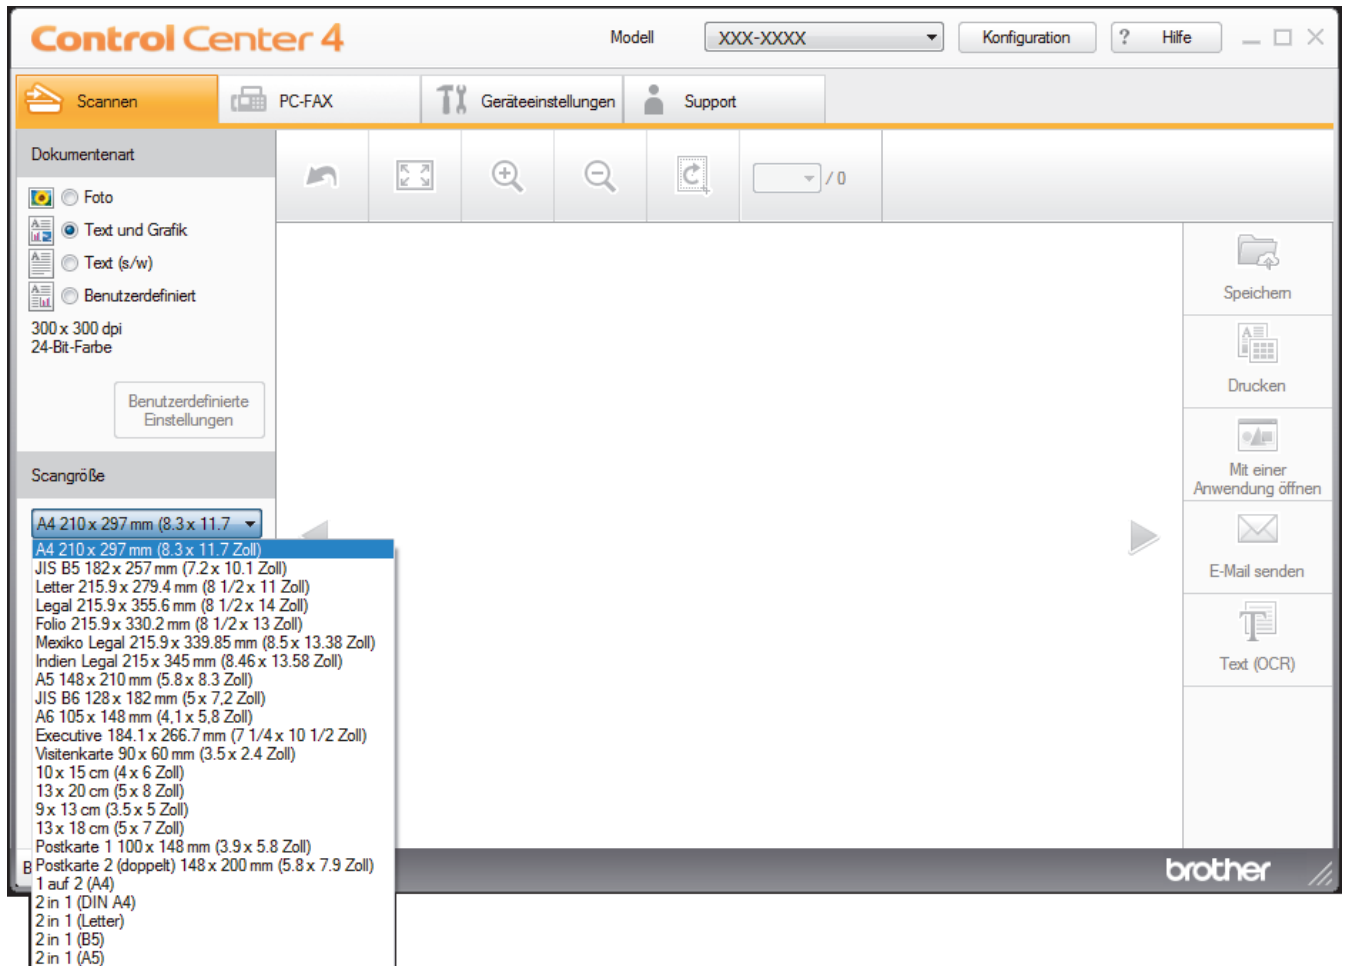 Control Center 4
Modell
XXX-XXXX
Konfiguration
? Hilfe
Scannen
PC-FAX
Geräteeinstellungen
Support
Dokumentenart
Foto
Text und Grafik
Text (s/w)
Benutzerdefiniert
300 x 300 dpi
24-Bit-Farbe
Benutzerdefinierte
Einstellungen
Scangröße
A4 210 x 297 mm (8.3 x 11.7
A4 210 x 297 mm (8.3 x 11.7 Zoll)
JIS B5 182 x 257 mm (7.2 x 10.1 Zoll)
Letter 215.9 x 279.4 mm (8 1/2 x 11 Zoll)
Legal 215.9 x 355.6 mm (8 1/2 x 14 Zoll)
Folio 215.9 x 330.2 mm (8 1/2 x 13 Zoll)
Mexiko Legal 215.9 x 339.85 mm (8.5 x 13.38 Zoll)
Indien Legal 215 x 345 mm (8.46 x 13.58 Zoll)
A5 148 x 210 mm (5.8 x 8.3 Zoll)
JIS B6 128 x 182 mm (5 x 7,2 Zoll)
A6 105 x 148 mm (4,1 x 5,8 Zoll)
Executive 184.1 x 266.7 mm (7 1/4 x 10 1/2 Zoll)
Visitenkarte 90 x 60 mm (3.5 x 2.4 Zoll)
10 x 15 cm (4 x 6 Zoll)
13 x 20 cm (5 x 8 Zoll)
9 x 13 cm (3.5 x 5 Zoll)
13 x 18 cm (5 x 7 Zoll)
Postkarte 1 100 x 148 mm (3.9 x 5.8 Zoll)
Postkarte 2 (doppelt) 148 x 200 mm (5.8 x 7.9 Zoll)
1 auf 2 (A4)
2 in 1 (DIN A4)
2 in 1 (Letter)
2 in 1 (B5)
2 in 1 (A5)
/ 0
Speichern
Drucken
Mit einer
Anwendung öffnen
E-Mail senden
Text (OCR)
brother